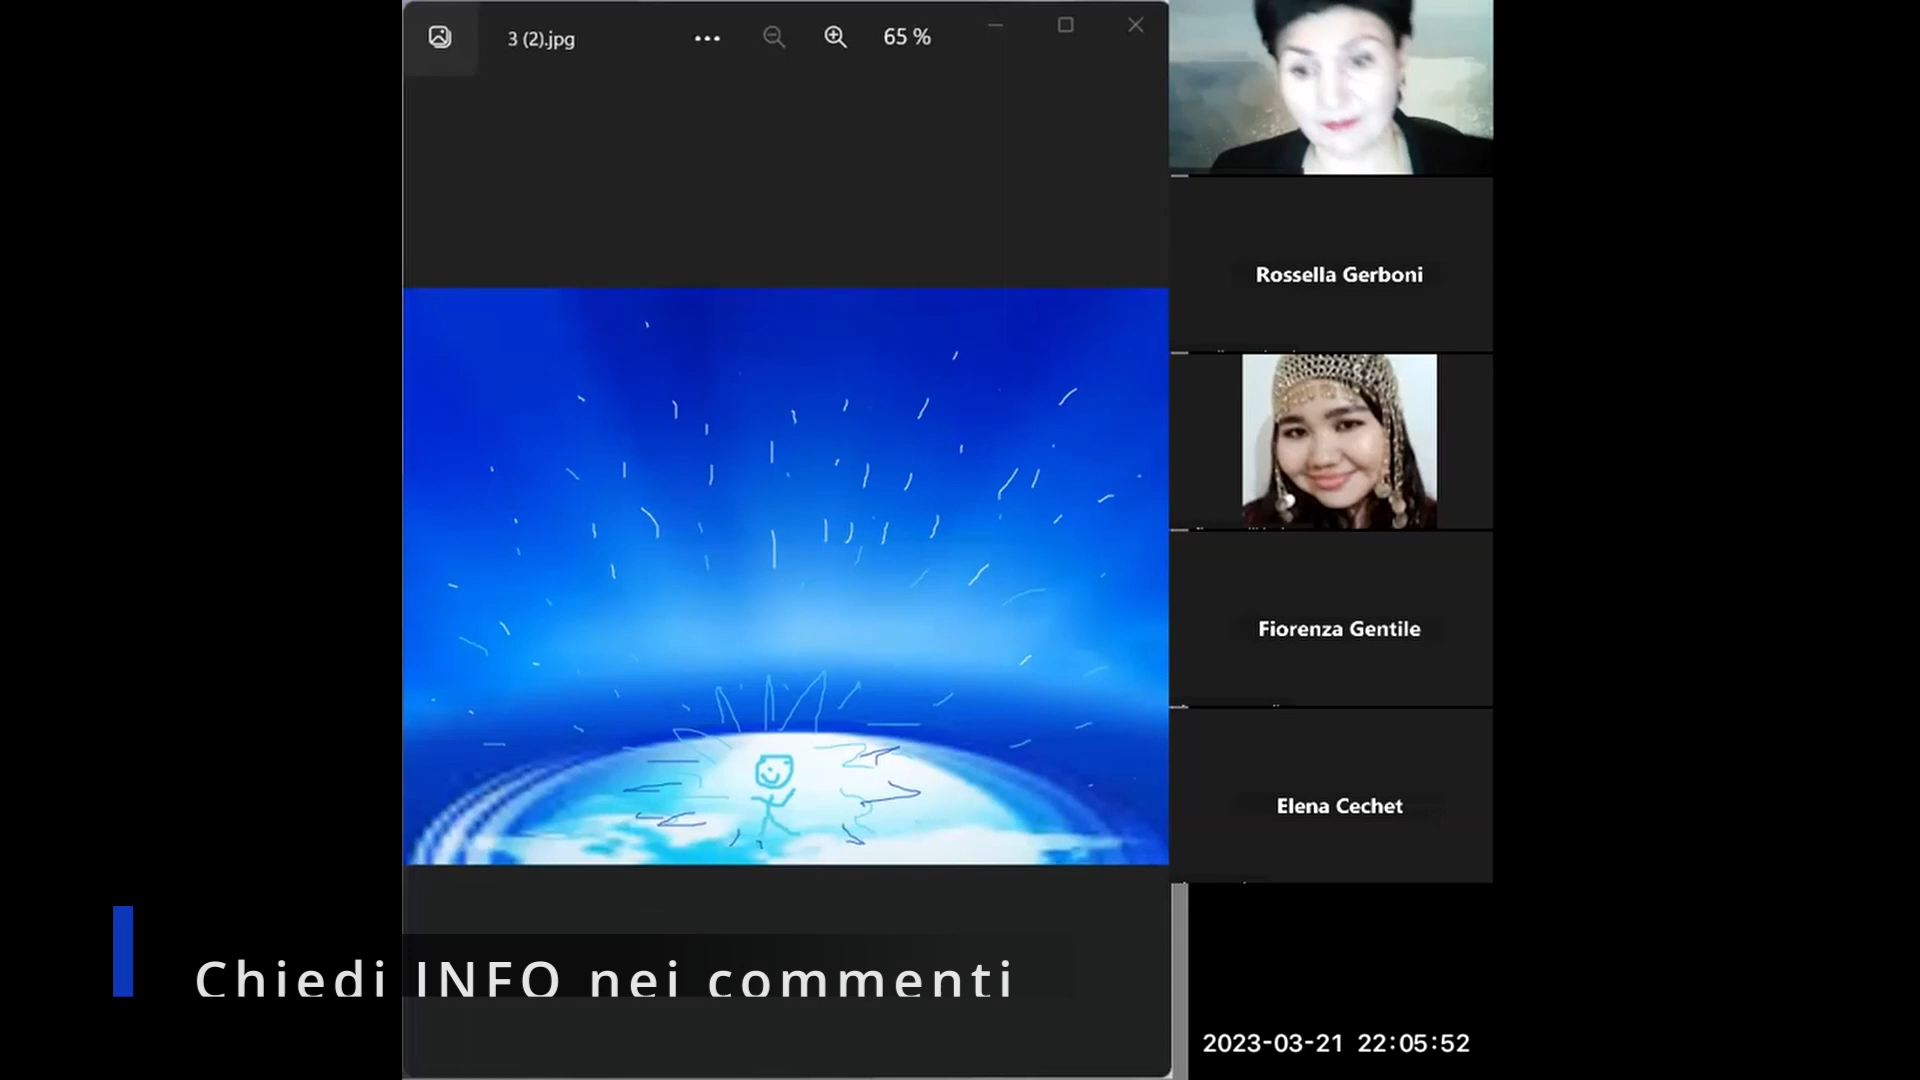 3 (2).jpg
65 %
Rossella Gerboni
Fiorenza Gentile
Elena Cechet
Chiedi INFO nei commenti
2023-03-21 22:05:52